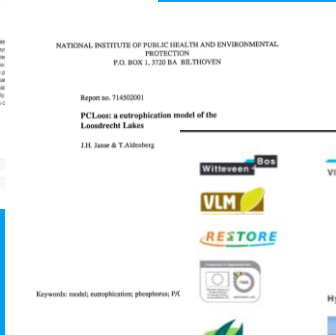 NATIONAL INSTITUTE OF PUBLIC HEALTH AND ENVIRONMENTAL
PROTECTION
P.O. BOX 1, 3720 BA BILTHOVEN
Report no. 714502001
PCLoos: a eutrophication model of the
Loosdrecht Lakes
J.H. Janse & T. Aldenberg
Witteveen Bos
VLM
RESTORE
Keywords: model; eutrophication; phosphorus; P/C
Hy